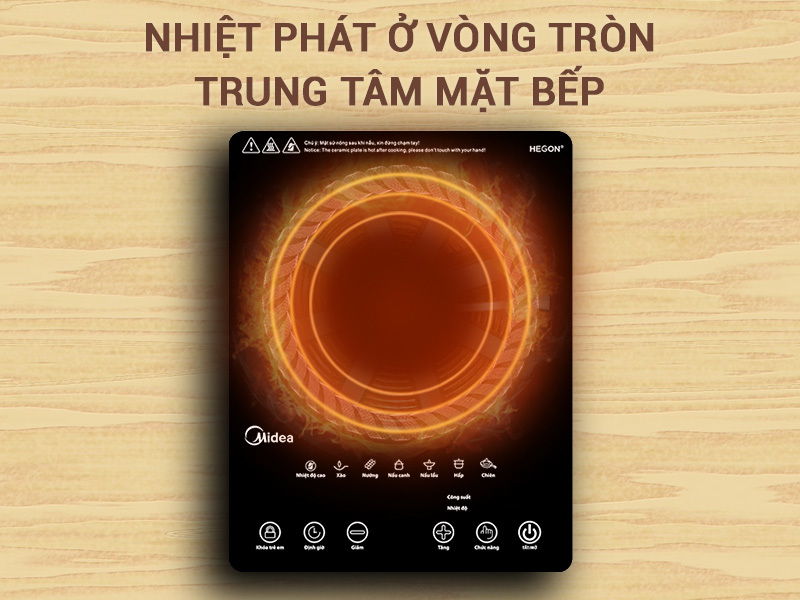 NHIỆT PHÁT Ở VÒNG TRÒN
TRUNG TÂM MẶT BẾP
Chú ý: Mặt sứ nóng sau khi nấu, xin đừng chạm tay!
Notice: The ceramic plate is hot after cooking, please don't touch with your hand!
HEGON®
Midea
Nhiệt độ cao Xào Nướng Nấu canh Nấu lẩu Hấp Chiên
Công suất
Nhiệt độ
Khóa trẻ em Định giờ Giảm Tăng Chức năng tắt/mở